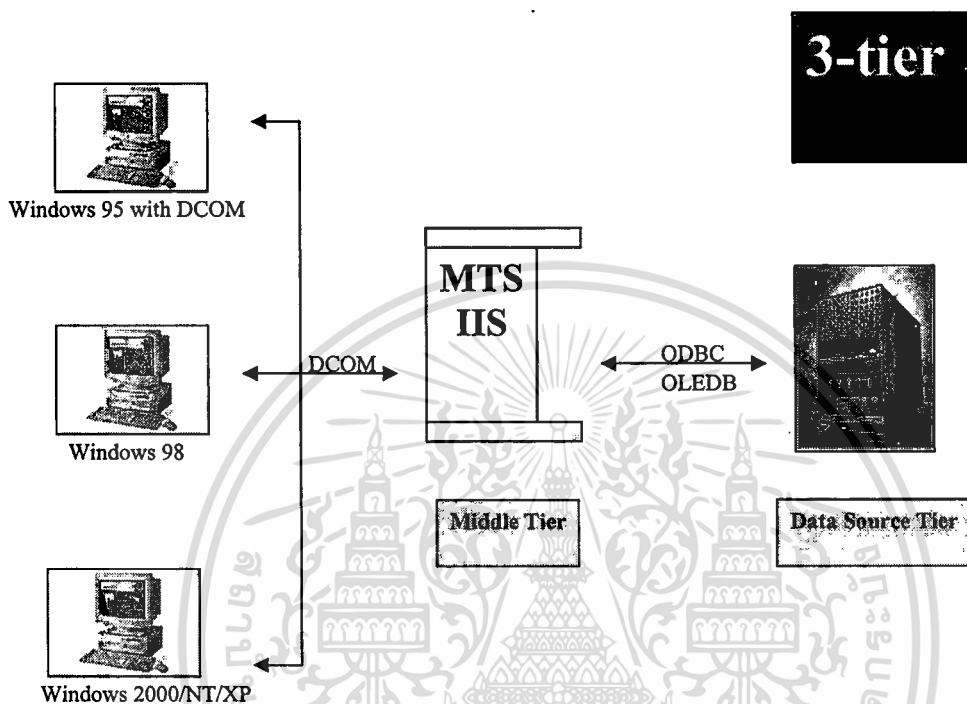 3-tier
Windows 95 with DCOM
MTS
IIS
DCOM
ODBC
OLEDB
Windows 98
Middle Tier
Data Source Tier
Windows 2000/NT/XP